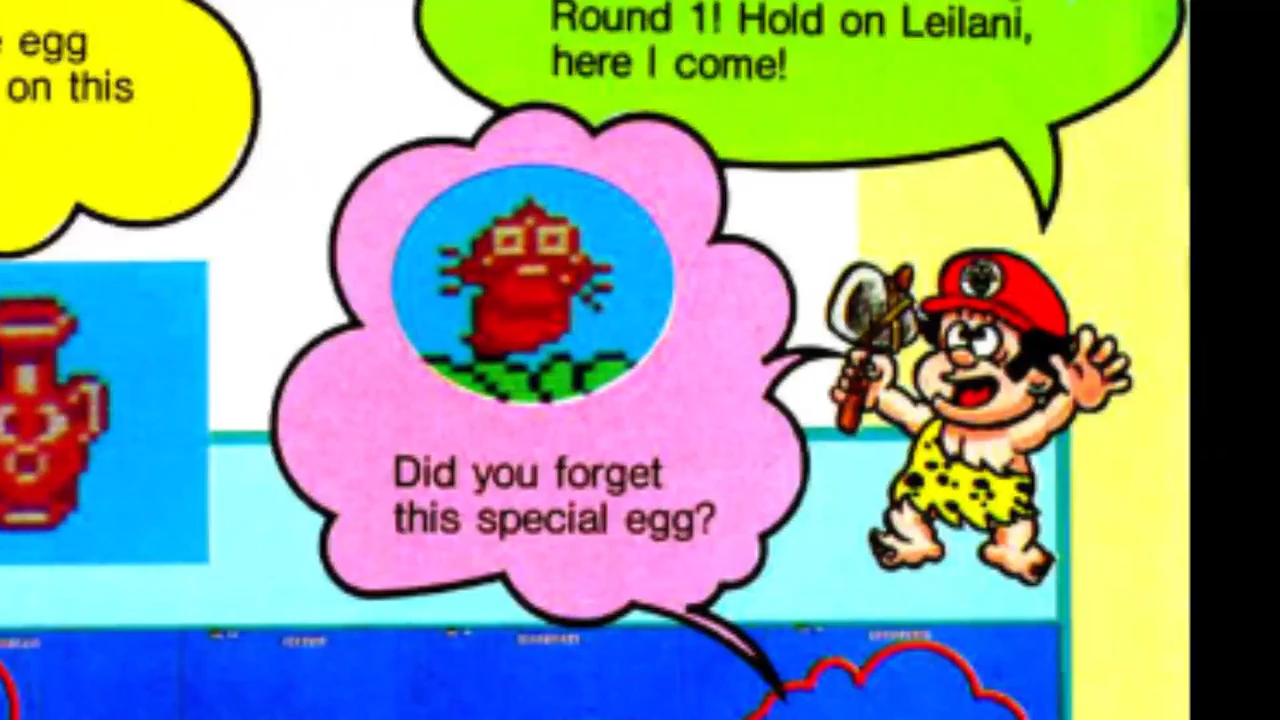 egg
on this
Round 1! Hold on Leilani,
here I come!
Did you forget
this special egg?